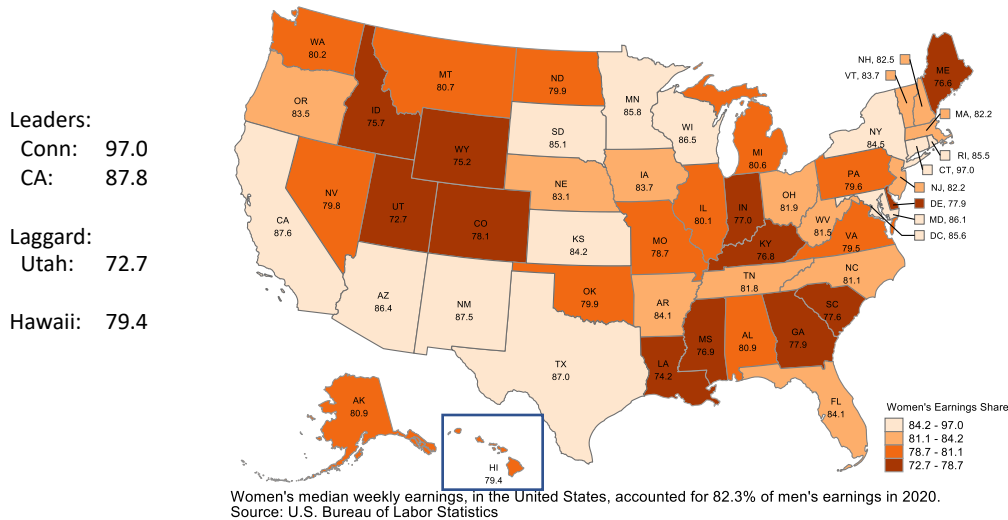 Leaders:
Conn: 97.0
CA: 87.8
Laggard:
Utah: 72.7
Hawaii: 79.4
WA
80.2
OR
83.5
CA
87.6
ID
75.7
NV
79.8
MT
80.7
WY
75.2
UT
72.7
CO
78.1
AZ
86.4
NM
87.5
ND
79.9
SD
85.1
NE
83.1
KS
84.2
OK
79.9
TX
87.0
MN
85.8
IA
83.7
MO
78.7
AR
84.1
LA
74.2
WI
86.5
IL
80.1
MI
80.6
IN
77.0
OH
81.9
KY
76.8
TN
81.8
MS
76.9
AL
80.9
GA
77.9
FL
84.1
SC
77.6
NC
81.1
VA
79.5
WV
81.5
PA
79.6
NY
84.5
ME
76.6
NH, 82.5
VT, 83.7
MA, 82.2
RI, 85.5
CT, 97.0
NJ, 82.2
DE, 77.9
MD, 86.1
DC, 85.6
AK
80.9
HI
79.4
Women's Earnings Share
84.2 - 97.0
81.1 - 84.2
78.7 - 81.1
72.7 - 78.7
Women's median weekly earnings, in the United States, accounted for 82.3% of men's earnings in 2020.
Source: U.S. Bureau of Labor Statistics